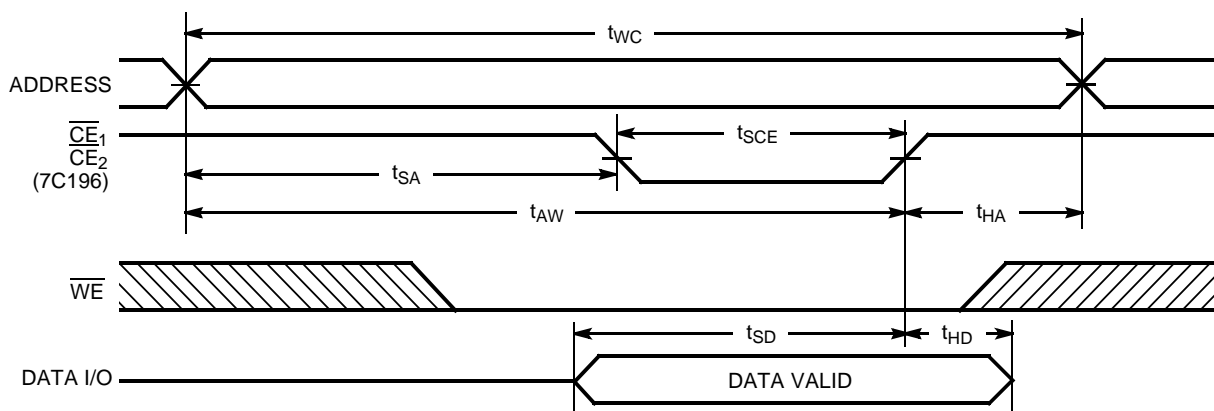 tWC
ADDRESS
CE1
tSCE
CE2
(7C196)
tSA
tAW
tHA
WE
tSD
tHD
DATA I/O
DATA VALID